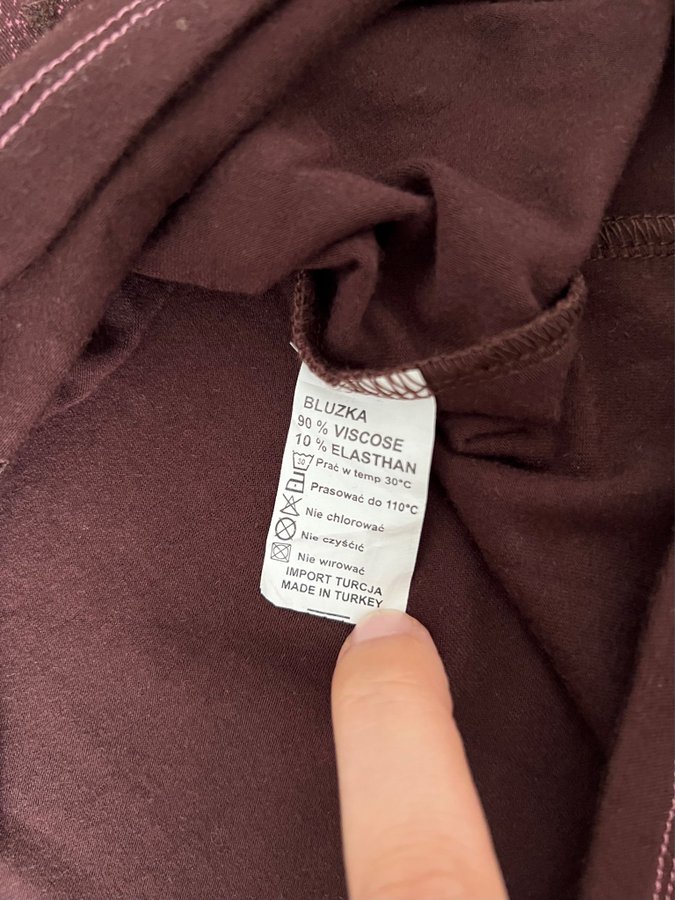 BLUZKA
90 % VISCOSE
10 % ELASTHAN
30 Prać w temp 30°C
Prasować do 110°C
Nie chlorować
Nie czyścić
Nie wirować
IMPORT TURCJA
MADE IN TURKEY